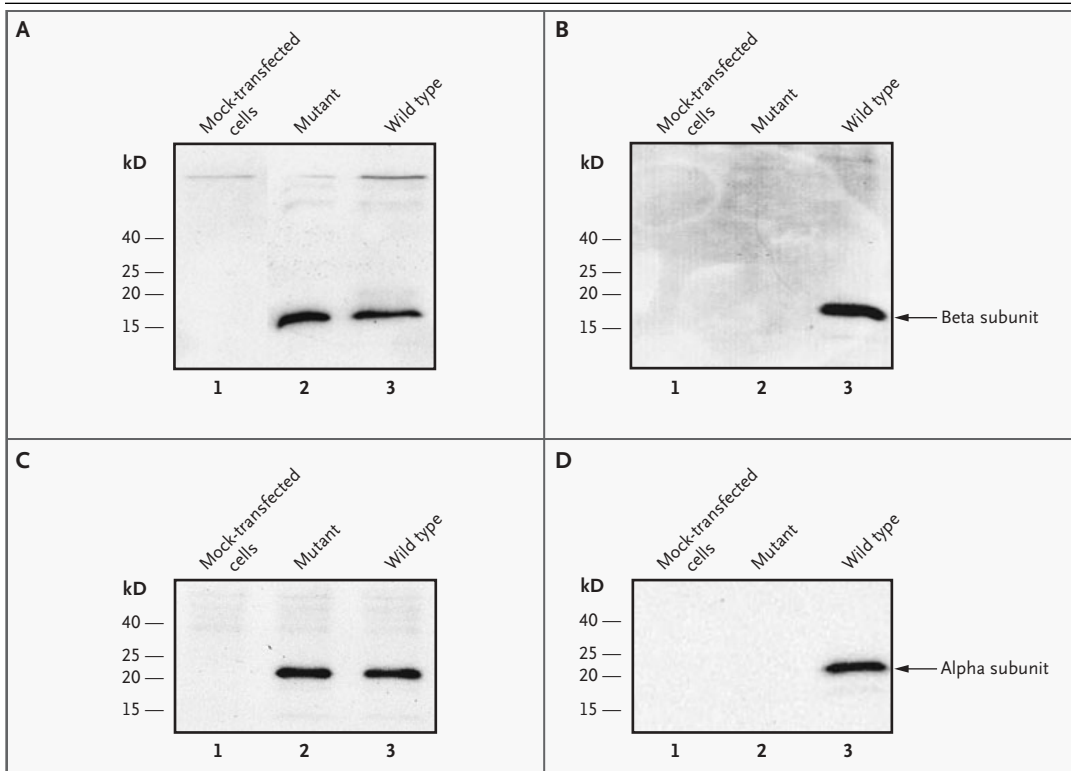 A
Mock-transfected
cells
Mutant
Wild type
kD
40
25
20
15
1 2 3
B
Mock-transfected
cells
Mutant
Wild type
kD
40
25
20
15
Beta subunit
1 2 3
C
Mock-transfected
cells
Mutant
Wild type
kD
40
25
20
15
1 2 3
D
Mock-transfected
cells
Mutant
Wild type
kD
40
25
20
15
Alpha subunit
1 2 3